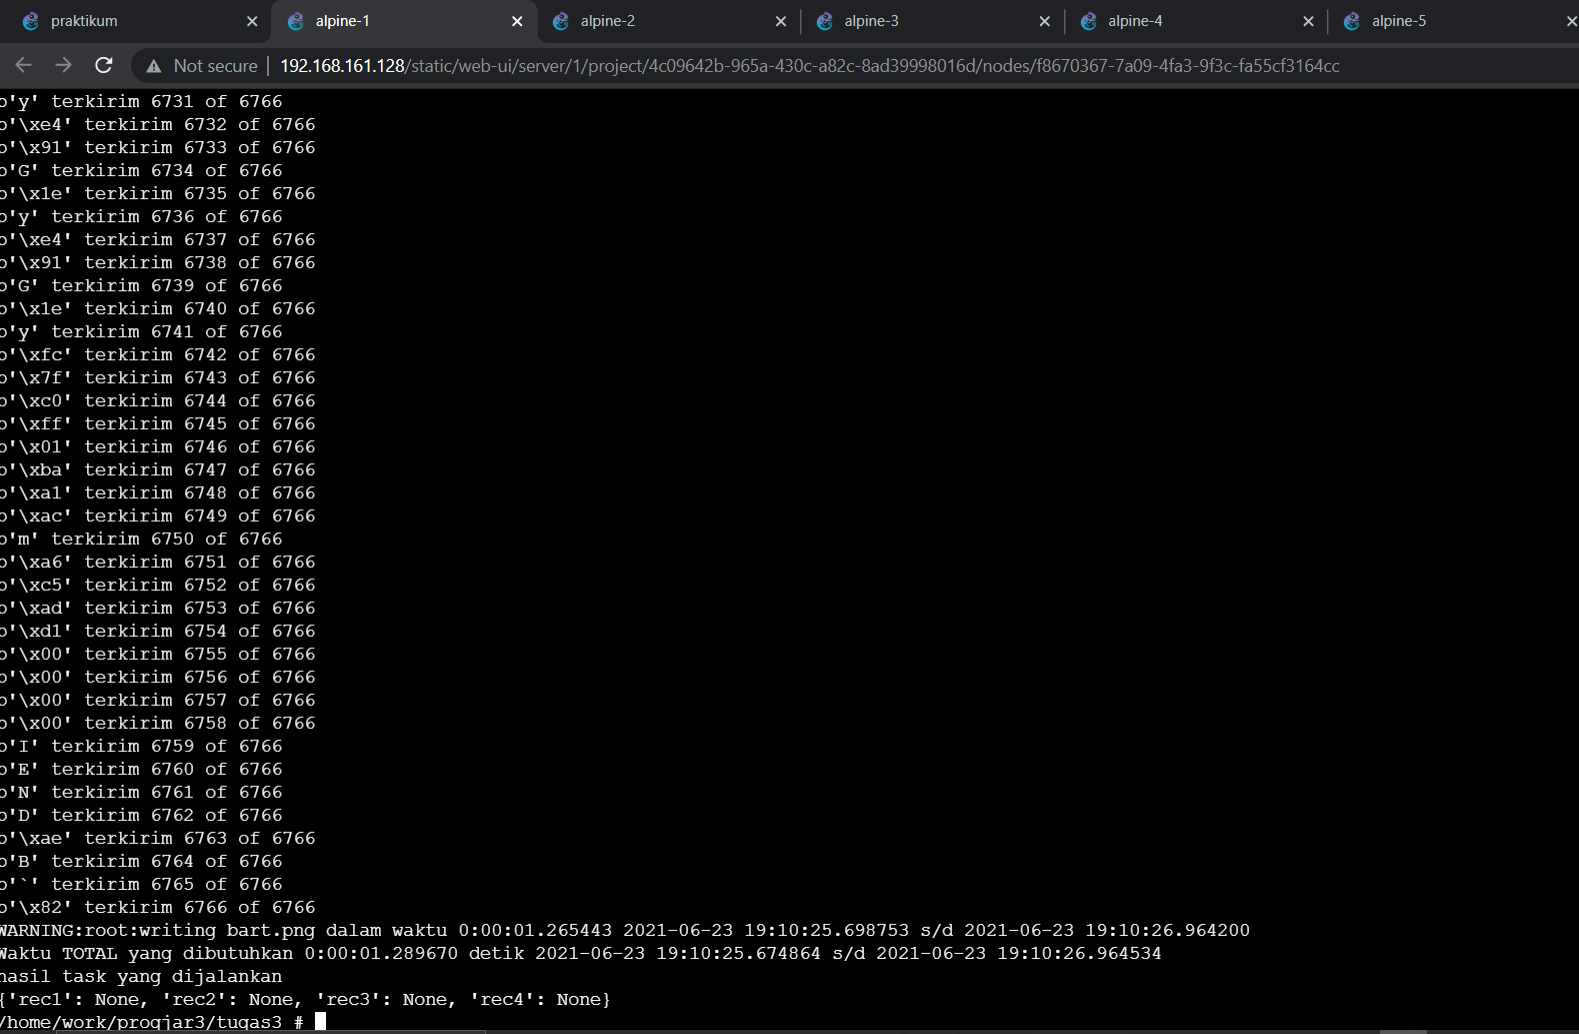 praktikum
alpine-1
alpine-2
alpine-3
alpine-4
alpine-5
Not secure | 192.168.161.128/static/web-ui/server/1/project/4c09642b-965a-430c-a82c-8ad39998016d/nodes/f8670367-7a09-4fa3-9f3c-fa55cf3164cc
b'y' terkirim 6731 of 6766
b'\xe4' terkirim 6732 of 6766
b'\x91' terkirim 6733 of 6766
b'G' terkirim 6734 of 6766
b'\x1e' terkirim 6735 of 6766
b'y' terkirim 6736 of 6766
b'\xe4' terkirim 6737 of 6766
b'\x91' terkirim 6738 of 6766
b'G' terkirim 6739 of 6766
b'\x1e' terkirim 6740 of 6766
b'y' terkirim 6741 of 6766
b'\xfc' terkirim 6742 of 6766
b'\x7f' terkirim 6743 of 6766
b'\xc0' terkirim 6744 of 6766
b'\xff' terkirim 6745 of 6766
b'\x01' terkirim 6746 of 6766
b'\xba' terkirim 6747 of 6766
b'\xa1' terkirim 6748 of 6766
b'\xac' terkirim 6749 of 6766
b'm' terkirim 6750 of 6766
b'\xa6' terkirim 6751 of 6766
b'\xc5' terkirim 6752 of 6766
b'\xad' terkirim 6753 of 6766
b'\xd1' terkirim 6754 of 6766
b'\x00' terkirim 6755 of 6766
b'\x00' terkirim 6756 of 6766
b'\x00' terkirim 6757 of 6766
b'\x00' terkirim 6758 of 6766
b'I' terkirim 6759 of 6766
b'E' terkirim 6760 of 6766
b'N' terkirim 6761 of 6766
b'D' terkirim 6762 of 6766
b'\xae' terkirim 6763 of 6766
b'B' terkirim 6764 of 6766
b'`' terkirim 6765 of 6766
b'\x82' terkirim 6766 of 6766
WARNING:root:writing bart.png dalam waktu 0:00:01.265443 2021-06-23 19:10:25.698753 s/d 2021-06-23 19:10:26.964200
Waktu TOTAL yang dibutuhkan 0:00:01.289670 detik 2021-06-23 19:10:25.674864 s/d 2021-06-23 19:10:26.964534
hasil task yang dijalankan
{'rec1': None, 'rec2': None, 'rec3': None, 'rec4': None}
/home/work/progjar3/tugas3 #